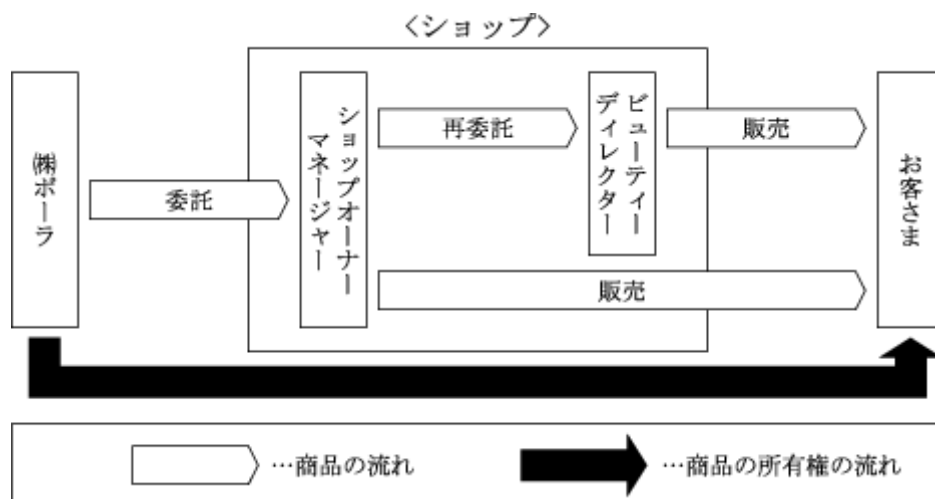 〈ショップ〉
㈱ポーラ
委託
ショップオーナー
マネージャー
再委託
ビューティー
ディレクター
販売
販売
お客さま
…商品の流れ
…商品の所有権の流れ